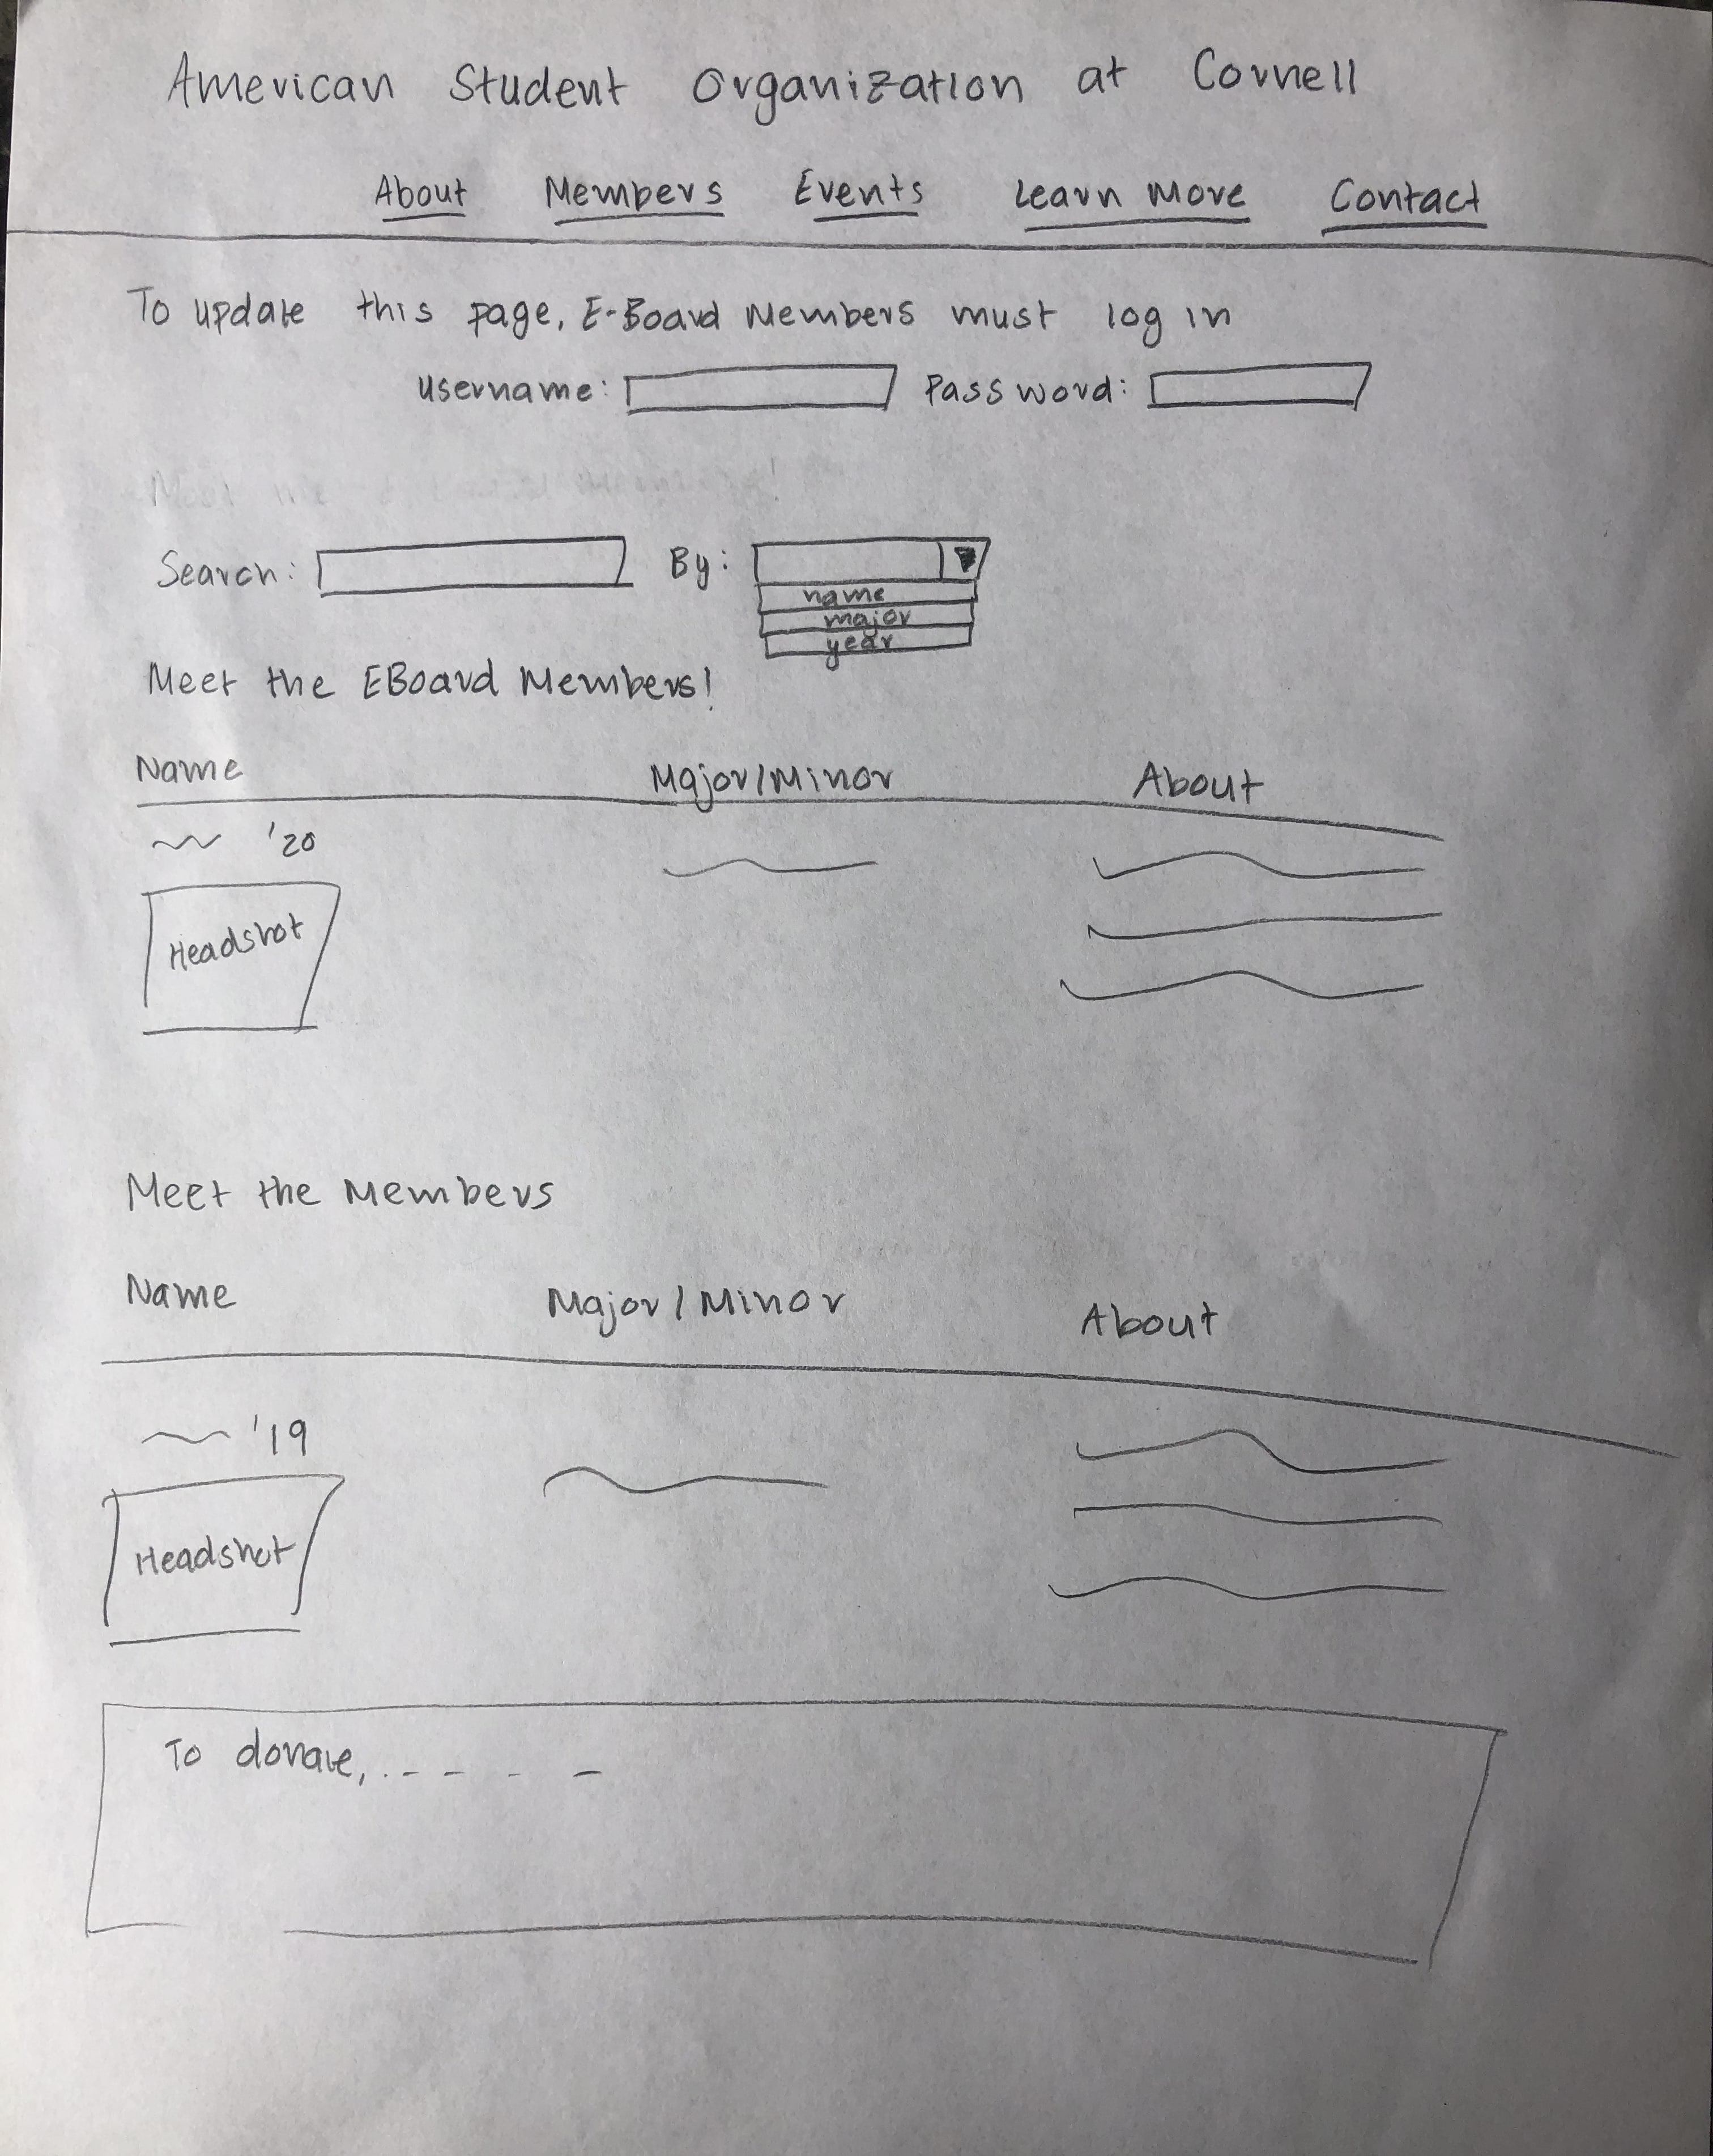 American Student Organization at Cornell
About Members Events Learn More Contact
To update this page, E-Board Members must log in
Username: Password:
Search: By:
name
major
year
Meet the EBoard Members!
Name Major/Minor About
'20
Headshot
Meet the Members
Name Major/Minor About
'19
Headshot
To donate,..- - - -